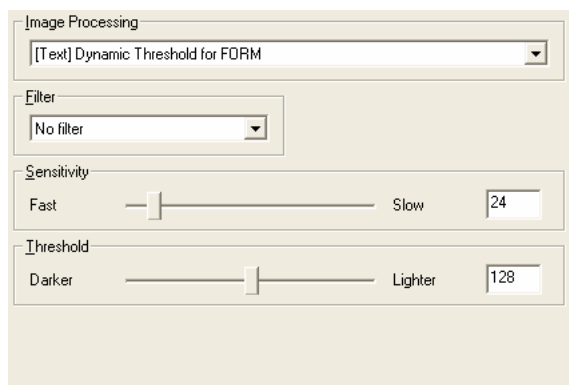 Image Processing
[Text] Dynamic Threshold for FORM
Filter
No filter
Sensitivity
Fast Slow 24
Threshold
Darker Lighter 128